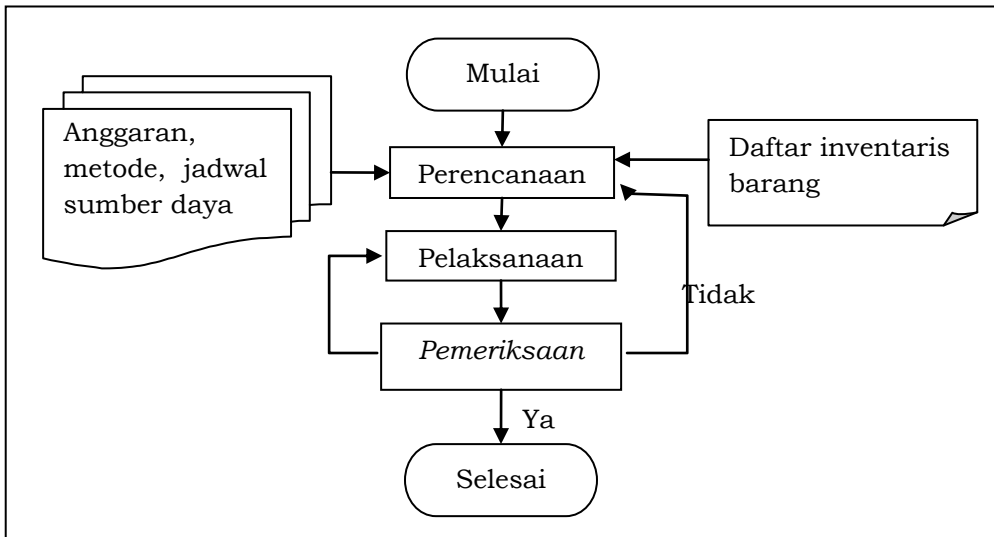 Mulai
Anggaran,
metode, jadwal
sumber daya
Perencanaan
Daftar inventaris
barang
Pelaksanaan
Tidak
Pemeriksaan
Ya
Selesai